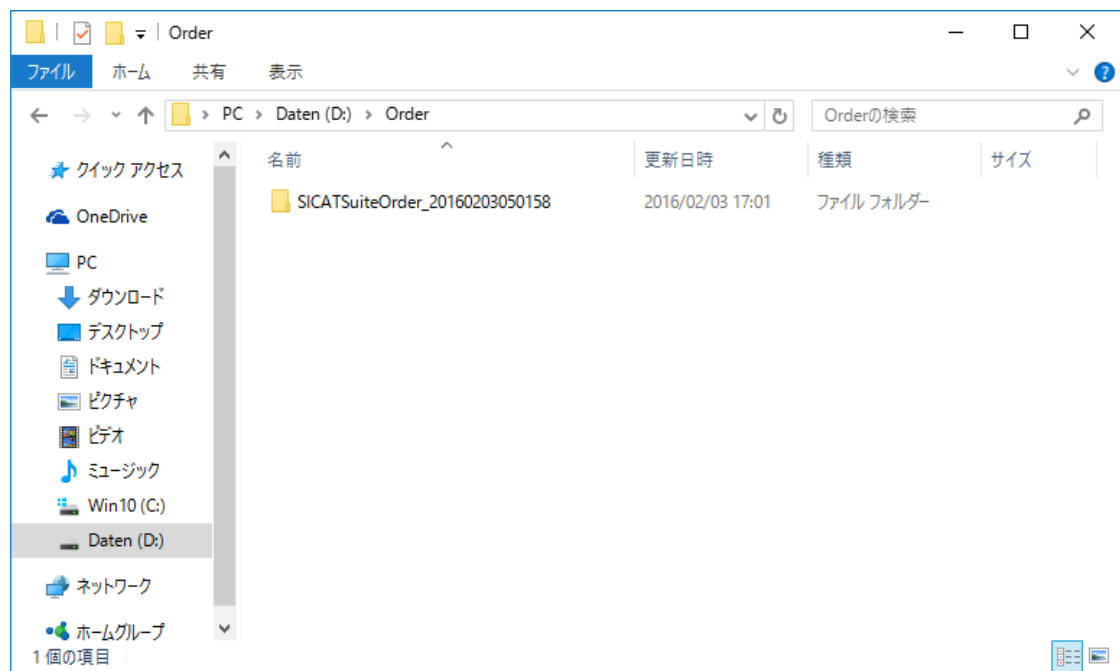 Order
ファイル ホーム 共有 表示
PC Daten (D:) Order Orderの検索
名前 更新日時 種類 サイズ
SICATSuiteOrder_20160203050158 2016/02/03 17:01 ファイル フォルダー
クイック アクセス
OneDrive
PC
ダウンロード
デスクトップ
ドキュメント
ピクチャ
ビデオ
ミュージック
Win10 (C:)
Daten (D:)
ネットワーク
ホームグループ
1 個の項目